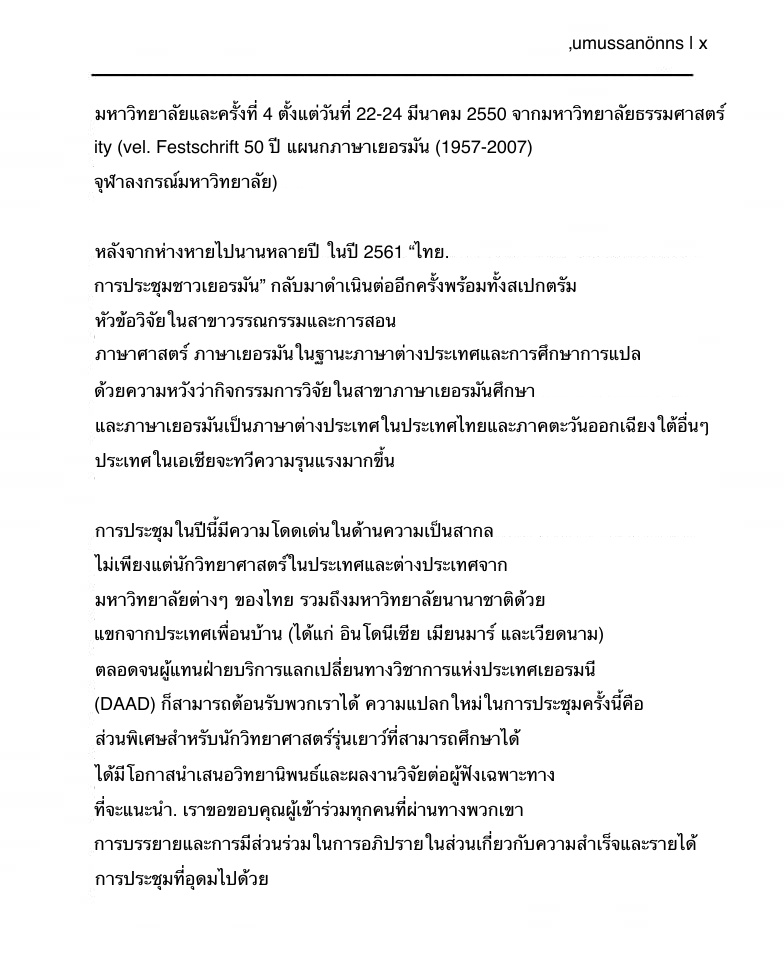 ,umussanönns | x
มหาวิทยาลัยและครั้งที่ 4 ตั้งแต่วันที่ 22-24 มีนาคม 2550 จากมหาวิทยาลัยธรรมศาสตร์
ity (vel. Festschrift 50 ปี แผนกภาษาเยอรมัน (1957-2007)
จุฬาลงกรณ์มหาวิทยาลัย)
หลังจากห่างหายไปนานหลายปี ในปี 2561 “ไทย.
การประชุมชาวเยอรมัน” กลับมาดำเนินต่ออีกครั้งพร้อมทั้งสเปกตรัม
หัวข้อวิจัยในสาขาวรรณกรรมและการสอน
ภาษาศาสตร์ ภาษาเยอรมันในฐานะภาษาต่างประเทศและการศึกษาการแปล
ด้วยความหวังว่ากิจกรรมการวิจัยในสาขาภาษาเยอรมันศึกษา
และภาษาเยอรมันเป็นภาษาต่างประเทศในประเทศไทยและภาคตะวันออกเฉียงใต้อื่นๆ
ประเทศในเอเชียจะทวีความรุนแรงมากขึ้น
การประชุมในปีนี้มีความโดดเด่นในด้านความเป็นสากล
ไม่เพียงแต่นักวิทยาศาสตร์ในประเทศและต่างประเทศจาก
มหาวิทยาลัยต่างๆ ของไทย รวมถึงมหาวิทยาลัยนานาชาติด้วย
แขกจากประเทศเพื่อนบ้าน (ได้แก่ อินโดนีเซีย เมียนมาร์ และเวียดนาม)
ตลอดจนผู้แทนฝ่ายบริการแลกเปลี่ยนทางวิชาการแห่งประเทศเยอรมนี
(DAAD) ก็สามารถต้อนรับพวกเราได้ ความแปลกใหม่ในการประชุมครั้งนี้คือ
ส่วนพิเศษสำหรับนักวิทยาศาสตร์รุ่นเยาว์ที่สามารถศึกษาได้
ได้มีโอกาสนำเสนอวิทยานิพนธ์และผลงานวิจัยต่อผู้ฟังเฉพาะทาง
ที่จะแนะนำ. เราขอขอบคุณผู้เข้าร่วมทุกคนที่ผ่านทางพวกเขา
การบรรยายและการมีส่วนร่วมในการอภิปรายในส่วนเกี่ยวกับความสำเร็จและรายได้
การประชุมที่อุดมไปด้วย